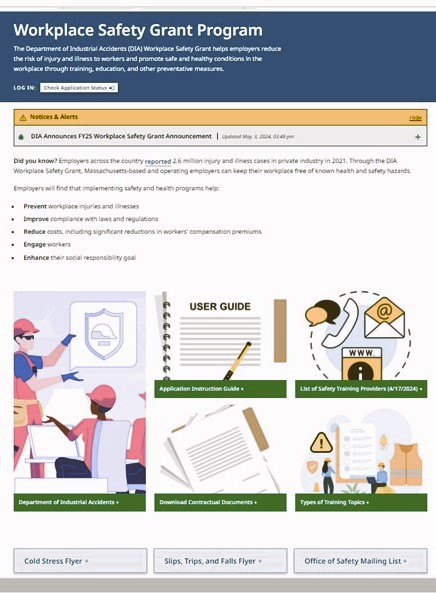 Workplace Safety Grant Program
The Department of Industrial Accidents (DIA) Workplace Safety Grant helps employers reduce
the risk of injury and illness to workers and promote safe and healthy conditions in the
workplace through training, education, and other preventative measures.
LOG IN: Check Application Status
Notices & Alerts Hide
DIA Announces FY25 Workplace Safety Grant Announcement | Updated May. 3, 2024, 03:49 pm +
Did you know? Employers across the country reported 2.6 million injury and illness cases in private industry in 2021. Through the DIA
Workplace Safety Grant, Massachusetts-based and operating employers can keep their workplace free of known health and safety hazards.
Employers will find that implementing safety and health programs help:
• Prevent workplace injuries and illnesses
• Improve compliance with laws and regulations
• Reduce costs, including significant reductions in workers' compensation premiums
• Engage workers
• Enhance their social responsibility goal
USER GUIDE
@
WWW.
Application Instruction Guide
List of Safety Training Providers (4/17/2024)
Department of Industrial Accidents
Download Contractual Documents
Types of Training Topics
Cold Stress Flyer
Slips, Trips, and Falls Flyer
Office of Safety Mailing List